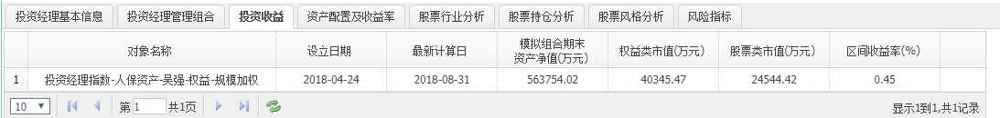 投资经理基本信息 投资经理管理组合 投资收益 资产配置及收益率 股票行业分析 股票持仓分析 股票风格分析 风险指标
对象名称 设立日期 最新计算日 模拟组合期末 资产净值(万元) 权益类市值(万元) 股票类市值(万元) 区间收益率(%)
1 投资经理指数-人保资产-吴强-权益-规模加权 2018-04-24 2018-08-31 563754.02 40345.47 24544.42 0.45
10 第 1 共1页 显示1到1,共1记录